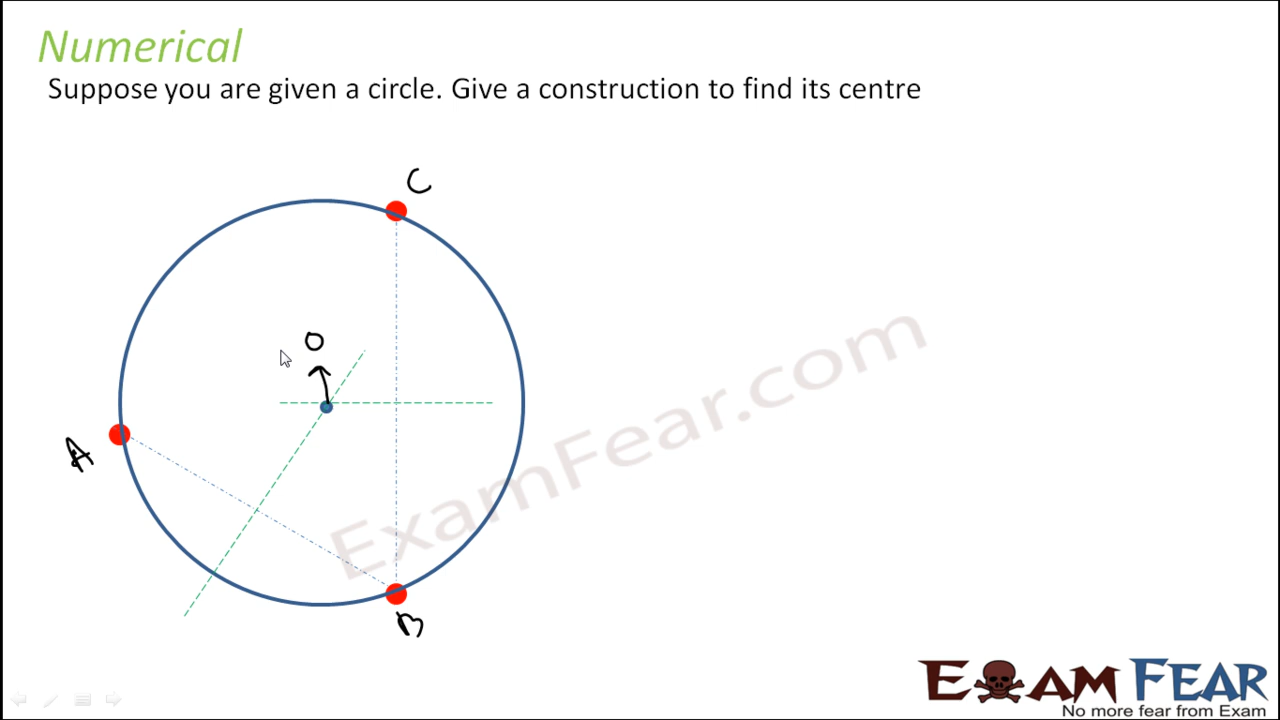 Numerical
Suppose you are given a circle. Give a construction to find its centre
C
O
A
B
ExamFear.com
EXAM FEAR
No more fear from Exam